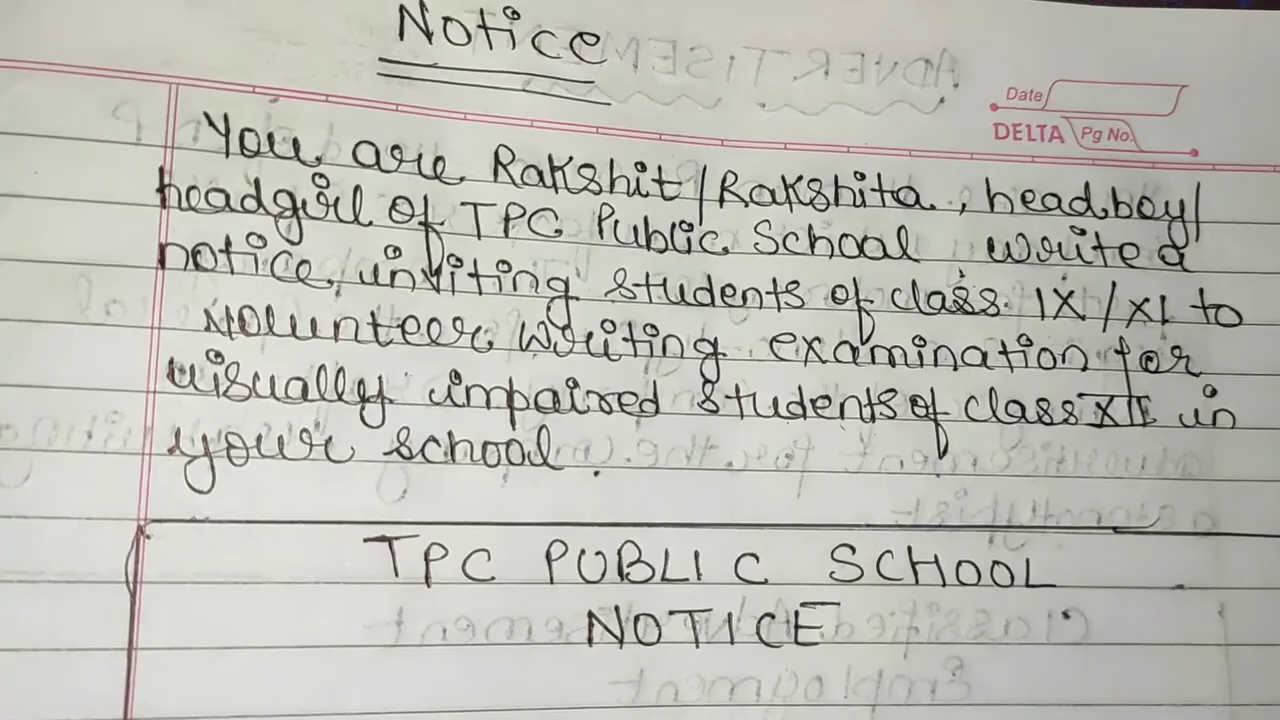 Notice
Date
DELTA Pg No.
You are Rakshit/Rakshita, headboy/
headgirl of TPC Public School write a
notice, inviting students of class IX/XI to
volunteer writing examination for
visually impaired students of class XII in
your school.
TPC PUBLIC SCHOOL
NOTICE